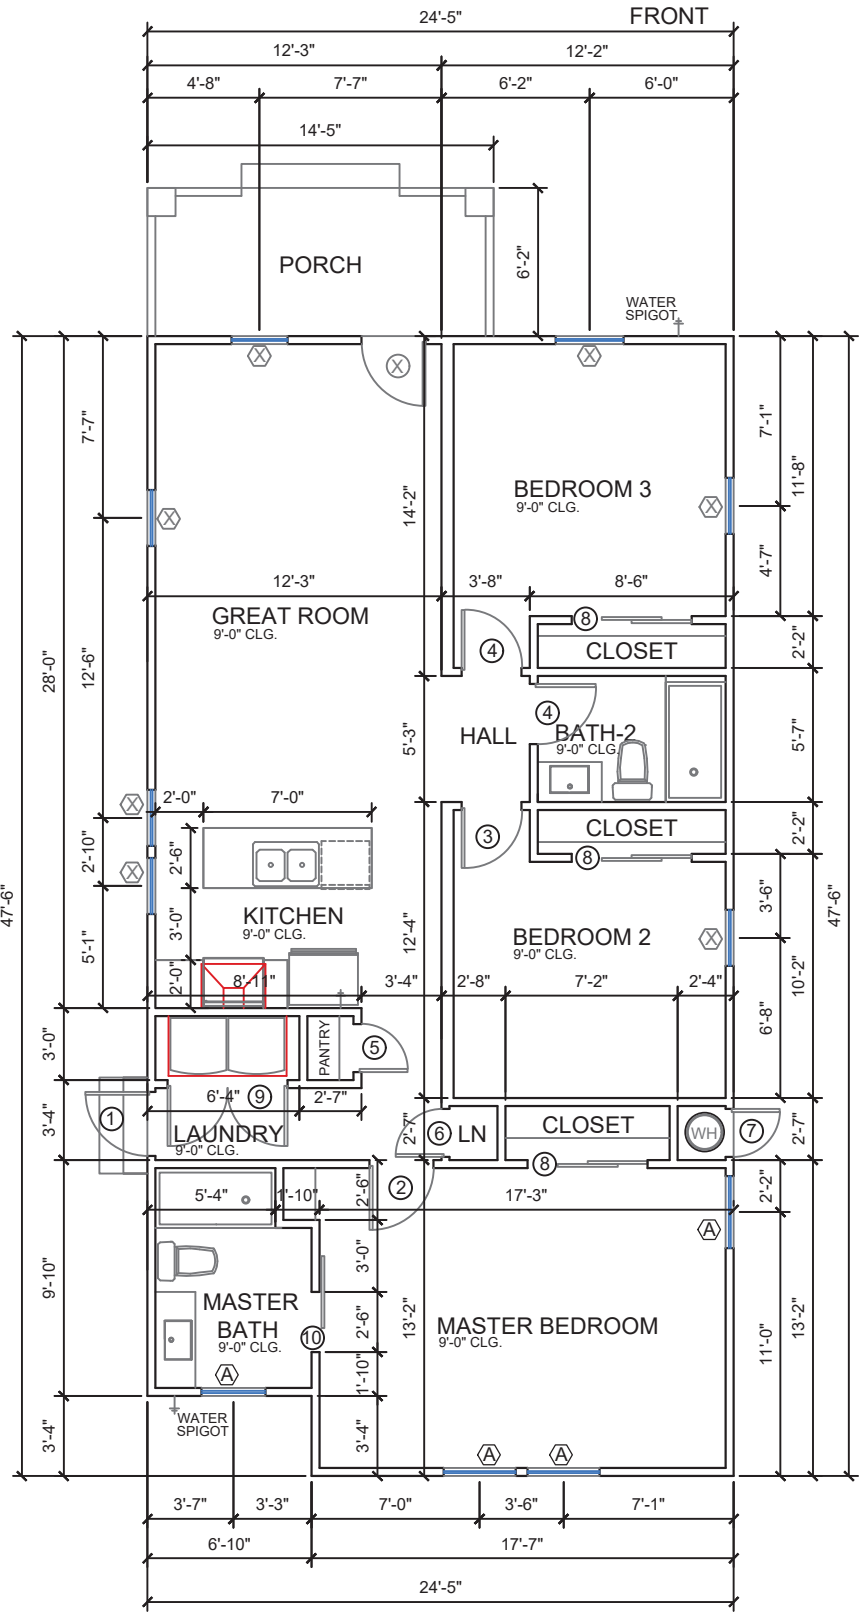 24'-5"
FRONT
12'-3"
12'-2"
4'-8"
7'-7"
6'-2"
6'-0"
14'-5"
PORCH
6'-2"
WATER
SPIGOT
X
X
X
7'-7"
7'-1"
11'-8"
14'-2"
BEDROOM 3
9'-0" CLG.
X
X
4'-7"
12'-3"
3'-8"
8'-6"
GREAT ROOM
9'-0" CLG.
8
28'-0"
12'-6"
4
CLOSET
2'-2"
4
HALL
BATH-2
9'-0" CLG.
5'-3"
5'-7"
2'-0"
7'-0"
X
3
CLOSET
2'-2"
2'-10"
X
2'-6"
8
47'-6"
47'-6"
3'-6"
KITCHEN
9'-0" CLG.
3'-0"
12'-4"
BEDROOM 2
9'-0" CLG.
X
5'-1"
10'-2"
2'-0"
8'-11"
3'-4"
2'-8"
7'-2"
2'-4"
6'-8"
3'-0"
PANTRY
5
6'-4"
9
2'-7"
1
3'-4"
LAUNDRY
9'-0" CLG.
2'-7"
6
LN
CLOSET
WH
7
2'-7"
8
5'-4"
1'-10"
2'-6"
2
17'-3"
2'-2"
A
9'-10"
3'-0"
MASTER
BATH
9'-0" CLG.
10
2'-6"
13'-2"
MASTER BEDROOM
9'-0" CLG.
11'-0"
13'-2"
A
1'-10"
WATER
SPIGOT
3'-4"
3'-4"
A
A
3'-7"
3'-3"
7'-0"
3'-6"
7'-1"
6'-10"
17'-7"
24'-5"